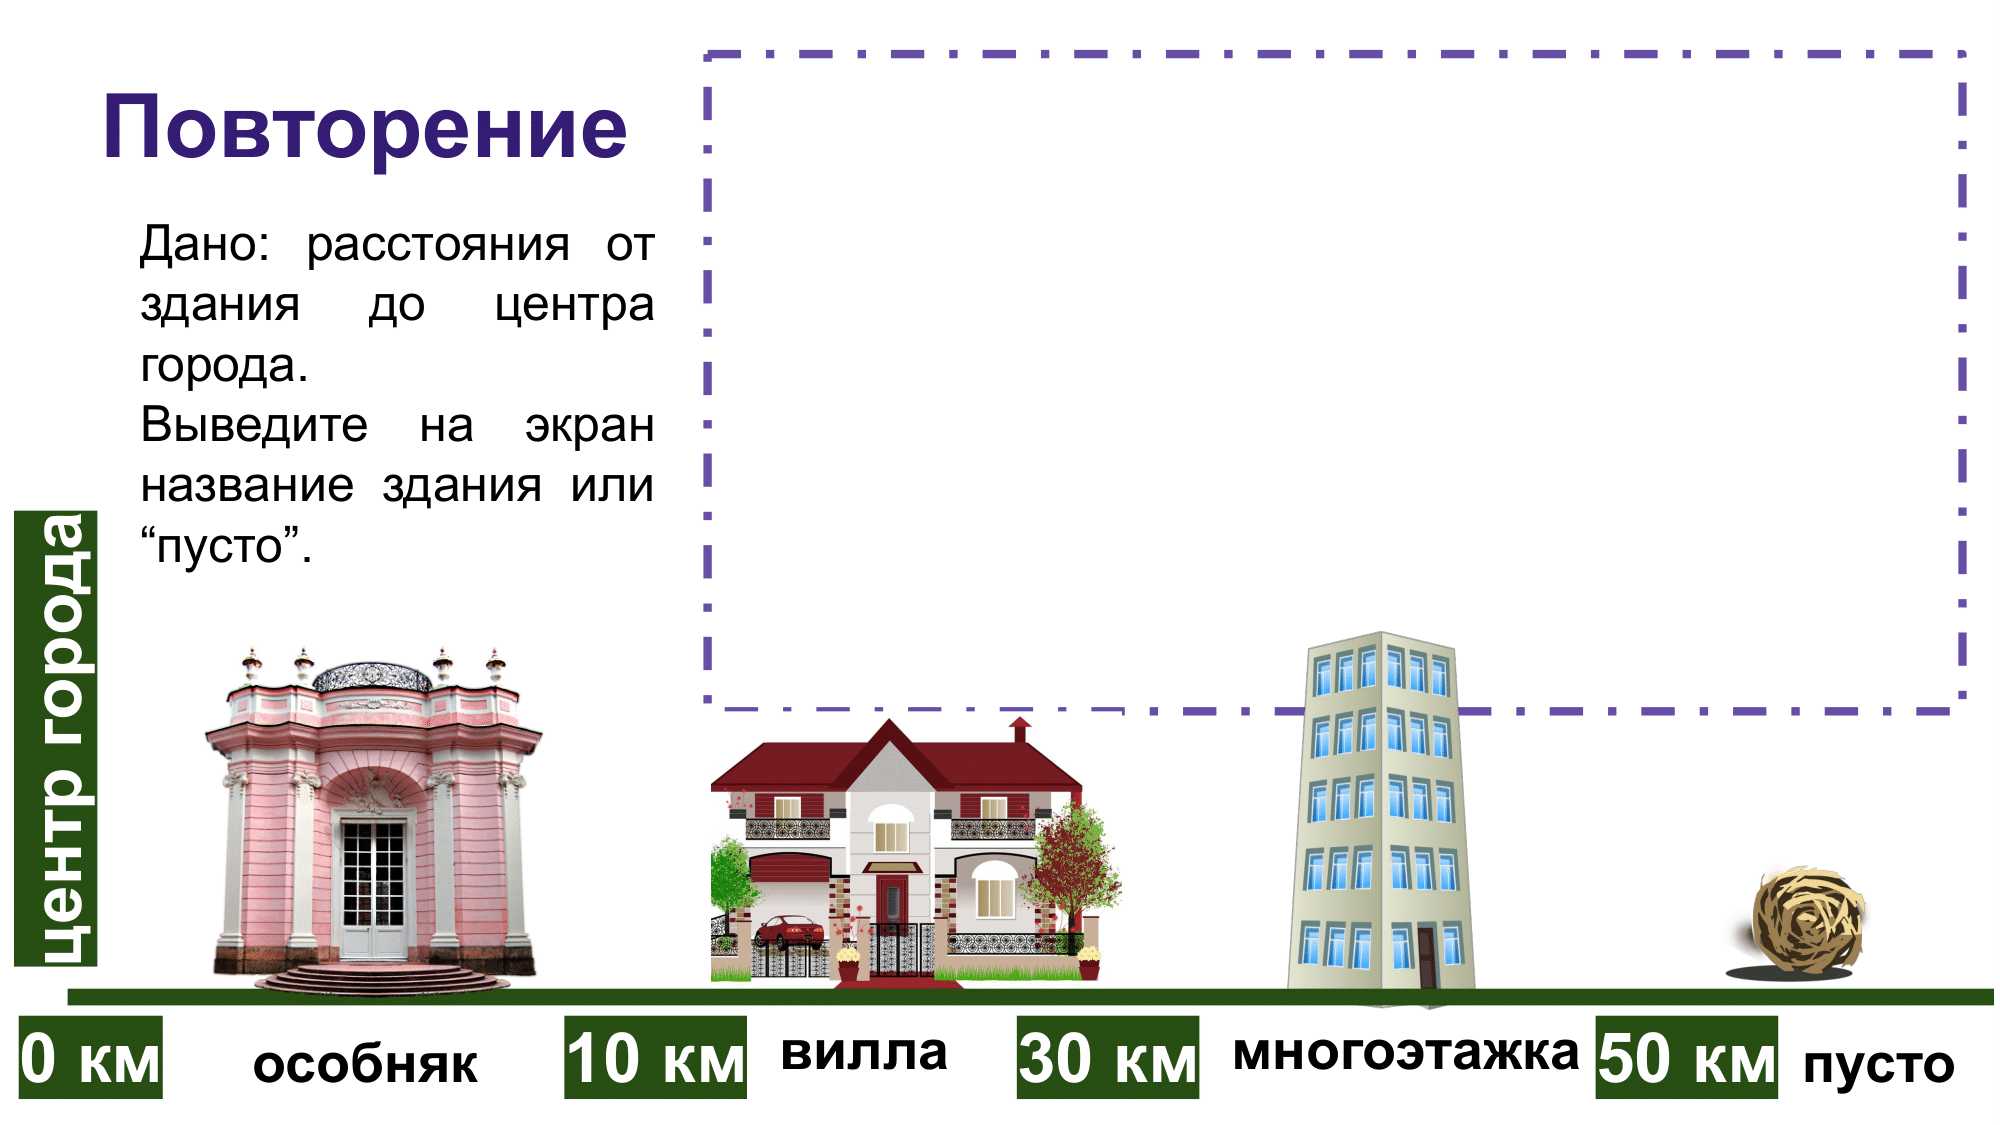 Повторение
Дано: расстояния от
здания до центра
города.
Выведите на экран
название здания или
“пусто”.
центр города
0 км
особняк
10 км
вилла
30 км
многоэтажка
50 км
пусто